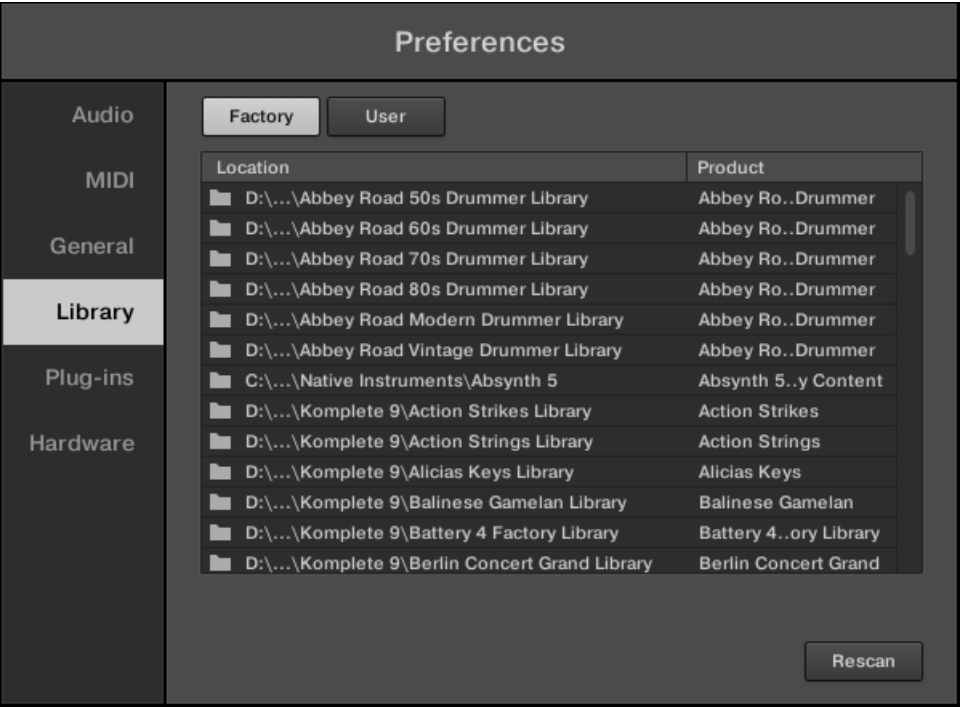 Preferences
Audio
MIDI
General
Library
Plug-ins
Hardware
Factory User
Location Product
D:\...\Abbey Road 50s Drummer Library Abbey Ro..Drummer
D:\...\Abbey Road 60s Drummer Library Abbey Ro..Drummer
D:\...\Abbey Road 70s Drummer Library Abbey Ro..Drummer
D:\...\Abbey Road 80s Drummer Library Abbey Ro..Drummer
D:\...\Abbey Road Modern Drummer Library Abbey Ro..Drummer
D:\...\Abbey Road Vintage Drummer Library Abbey Ro..Drummer
C:\...\Native Instruments\Absynth 5 Absynth 5..y Content
D:\...\Komplete 9\Action Strikes Library Action Strikes
D:\...\Komplete 9\Action Strings Library Action Strings
D:\...\Komplete 9\Alicias Keys Library Alicias Keys
D:\...\Komplete 9\Balinese Gamelan Library Balinese Gamelan
D:\...\Komplete 9\Battery 4 Factory Library Battery 4..ory Library
D:\...\Komplete 9\Berlin Concert Grand Library Berlin Concert Grand
Rescan